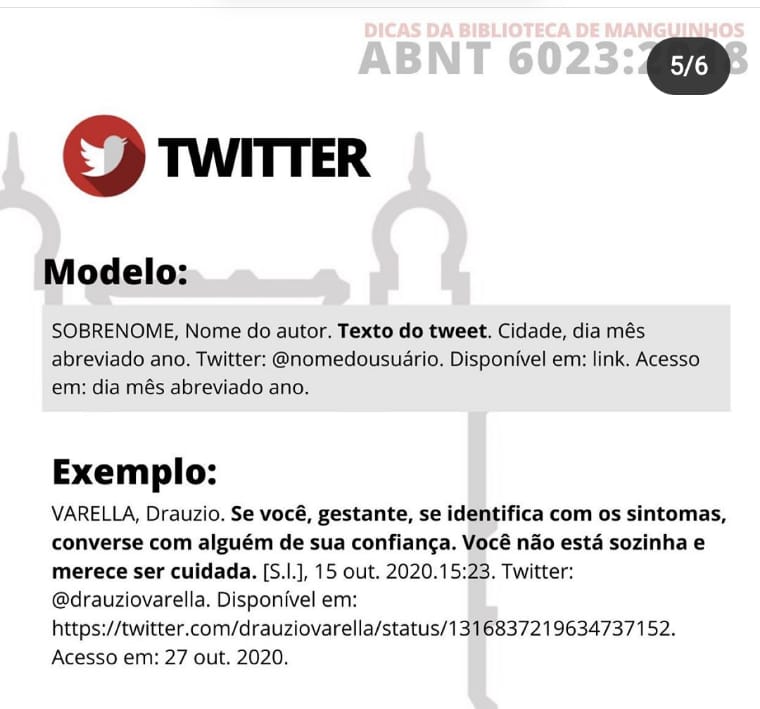 DICAS DA BIBLIOTECA DE MANGUINHOS
ABNT 6023:2018
5/6
TWITTER
Modelo:
SOBRENOME, Nome do autor. Texto do tweet. Cidade, dia mês
abreviado ano. Twitter: @nomedousuário. Disponível em: link. Acesso
em: dia mês abreviado ano.
Exemplo:
VARELLA, Drauzio. Se você, gestante, se identifica com os sintomas,
converse com alguém de sua confiança. Você não está sozinha e
merece ser cuidada. [S.l.], 15 out. 2020.15:23. Twitter:
@drauziovarella. Disponível em:
https://twitter.com/drauziovarella/status/1316837219634737152.
Acesso em: 27 out. 2020.